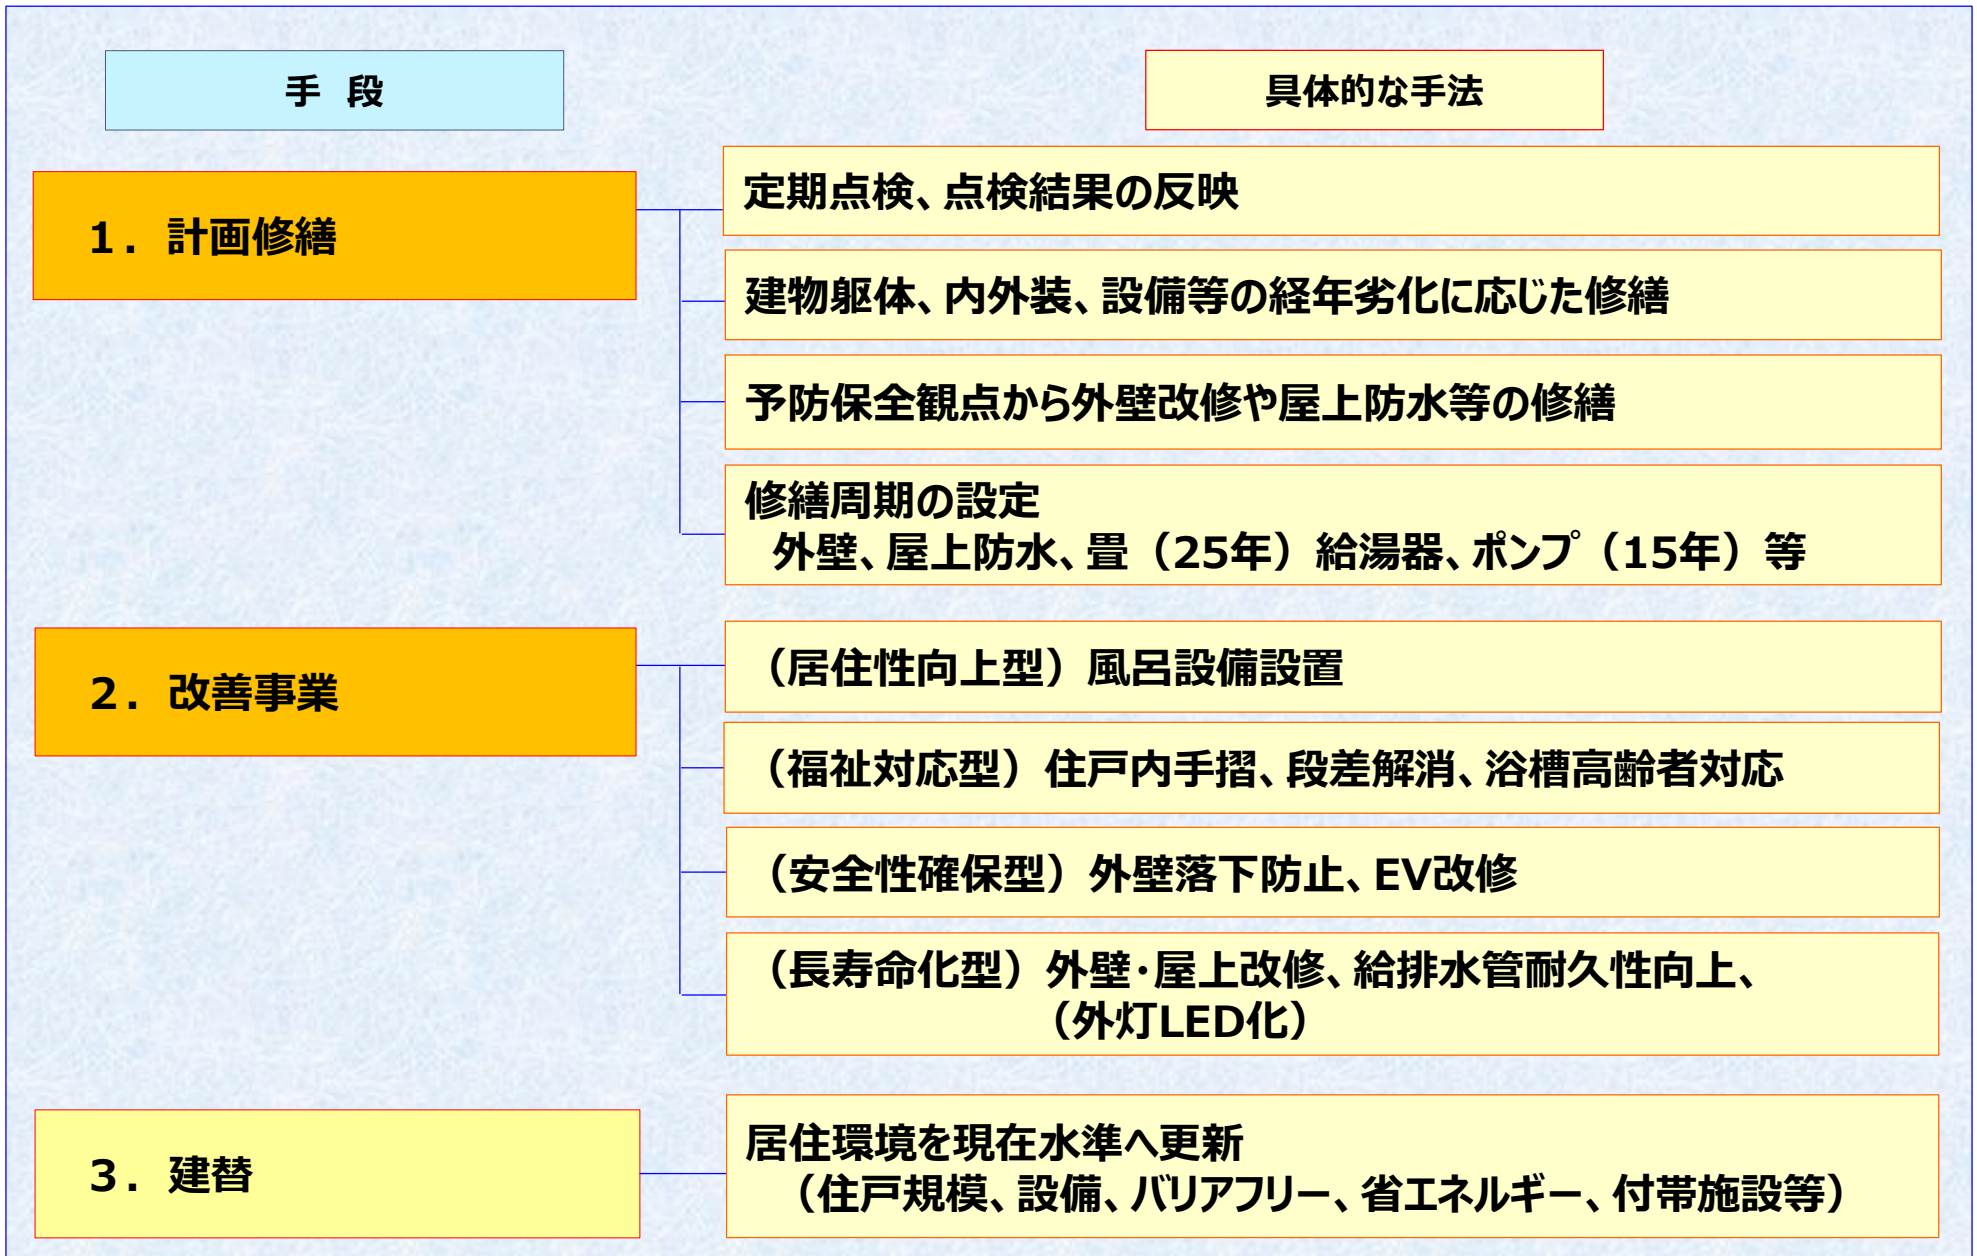 手 段
具体的な手法
1. 計画修繕
定期点検、点検結果の反映
建物躯体、内外装、設備等の経年劣化に応じた修繕
予防保全観点から外壁改修や屋上防水等の修繕
修繕周期の設定
外壁、屋上防水、畳（25年）給湯器、ポンプ（15年）等
2. 改善事業
（居住性向上型）風呂設備設置
（福祉対応型）住戸内手摺、段差解消、浴槽高齢者対応
（安全性確保型）外壁落下防止、EV改修
（長寿命化型）外壁・屋上改修、給排水管耐久性向上、
（外灯LED化）
3. 建替
居住環境を現在水準へ更新
（住戸規模、設備、バリアフリー、省エネルギー、付帯施設等）